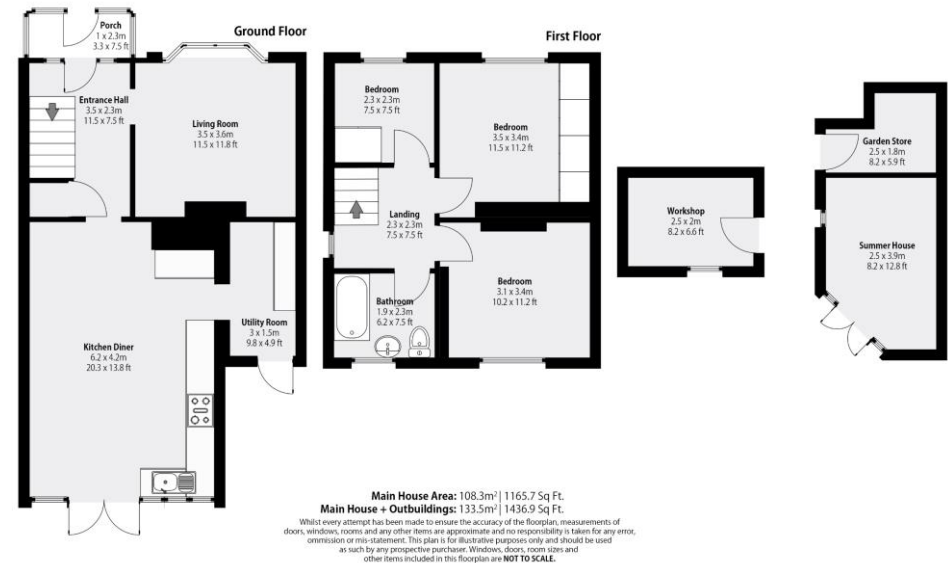 Porch
1 x 2.3m
3.3 x 7.5 ft
Ground Floor
Entrance Hall
3.5 x 2.3m
11.5 x 7.5 ft
Living Room
3.5 x 3.6m
11.5 x 11.8 ft
Kitchen Diner
6.2 x 4.2m
20.3 x 13.8 ft
Utility Room
3 x 1.5m
9.8 x 4.9 ft
First Floor
Bedroom
2.3 x 2.3m
7.5 x 7.5 ft
Bedroom
3.5 x 3.4m
11.5 x 11.2 ft
Landing
2.3 x 2.3m
7.5 x 7.5 ft
Bathroom
1.9 x 2.3m
6.2 x 7.5 ft
Bedroom
3.1 x 3.4m
10.2 x 11.2 ft
Workshop
2.5 x 2m
8.2 x 6.6 ft
Garden Store
2.5 x 1.8m
8.2 x 5.9 ft
Summer House
2.5 x 3.9m
8.2 x 12.8 ft
Main House Area: 108.3m² | 1165.7 Sq Ft.
Main House + Outbuildings: 133.5m² | 1436.9 Sq Ft.
Whilst every attempt has been made to ensure the accuracy of the floorplan, measurements of
doors, windows, rooms and any other items are approximate and no responsibility is taken for any error,
ommission or mis-statement. This plan is for illustrative purposes only and should be used
as such by any prospective purchaser. Windows, doors, room sizes and
other items included in this floorplan are NOT TO SCALE.